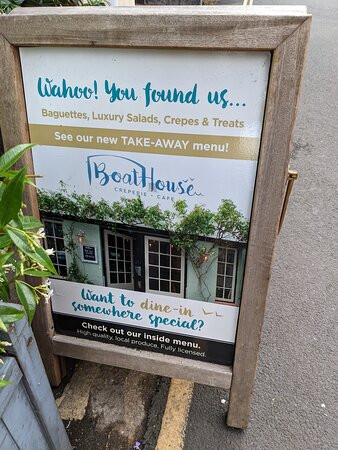 Wahoo! You found us...
Baguettes, Luxury Salads, Crepes & Treats
See our new TAKE-AWAY menu!
BoatHouse
CREPERIE - CAFE
Want to dine-in
somewhere special?
Check out our inside menu.
High quality, local produce, Fully licensed.